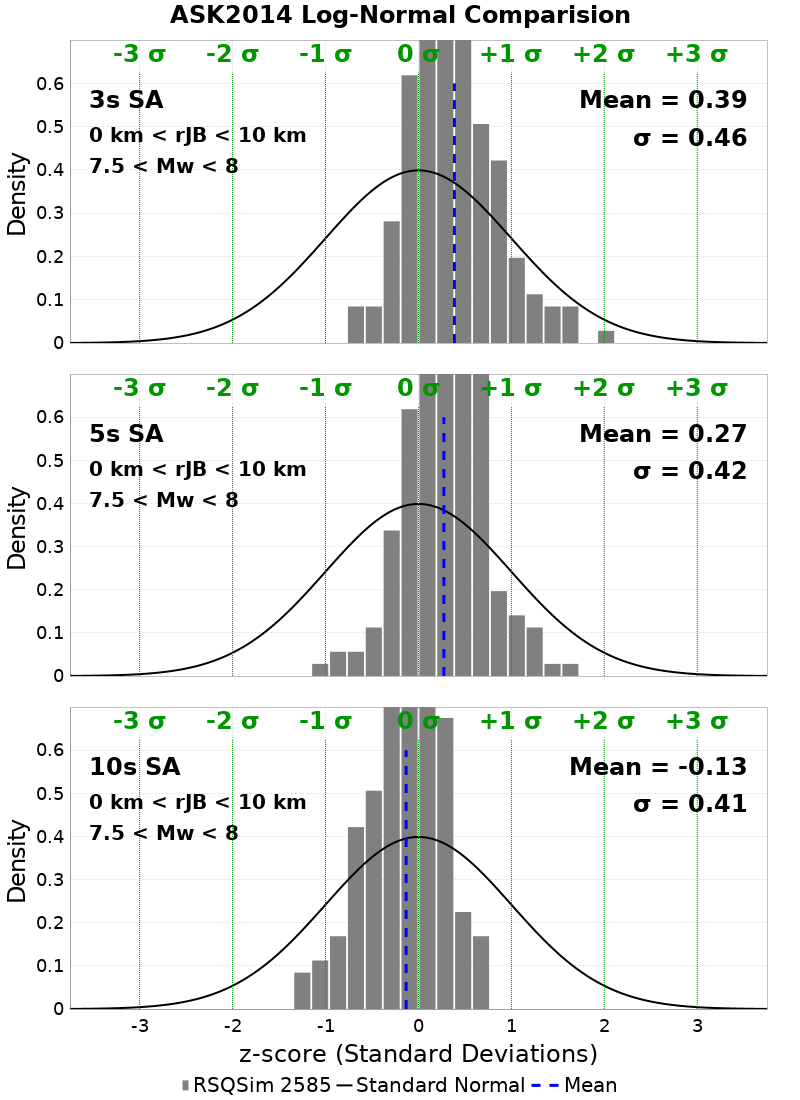 ASK2014 Log-Normal Comparision
-3 σ -2 σ -1 σ 0 σ +1 σ +2 σ +3 σ
0.6
0.5
0.4
0.3
0.2
0.1
0
Density
3s SA
0 km < rJB < 10 km
7.5 < Mw < 8
Mean = 0.39
σ = 0.46
-3 σ -2 σ -1 σ 0 σ +1 σ +2 σ +3 σ
0.6
0.5
0.4
0.3
0.2
0.1
0
Density
5s SA
0 km < rJB < 10 km
7.5 < Mw < 8
Mean = 0.27
σ = 0.42
-3 σ -2 σ -1 σ 0 σ +1 σ +2 σ +3 σ
0.6
0.5
0.4
0.3
0.2
0.1
0
Density
10s SA
0 km < rJB < 10 km
7.5 < Mw < 8
Mean = -0.13
σ = 0.41
-3 -2 -1 0 1 2 3
z-score (Standard Deviations)
RSQSim 2585 Standard Normal Mean